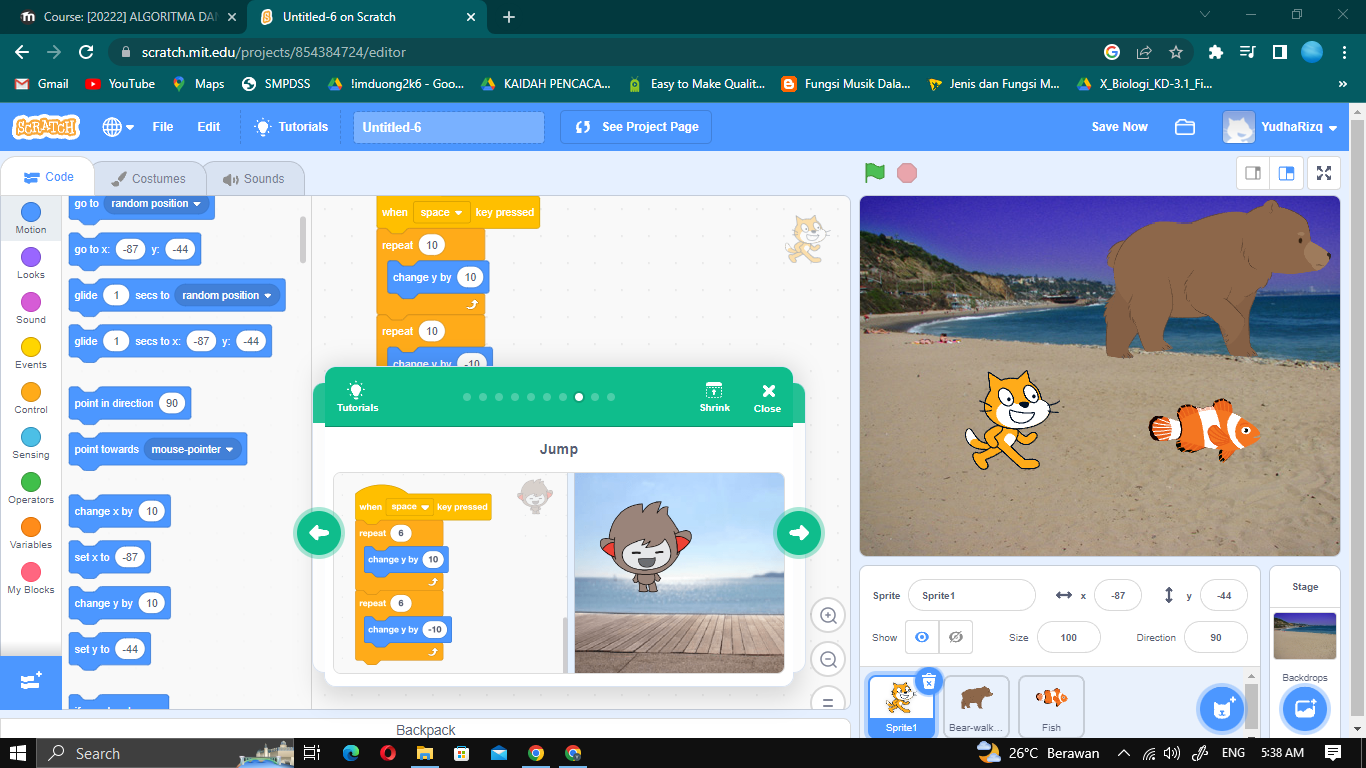 Course: [20222] ALGORITMA DA
Untitled-6 on Scratch
scratch.mit.edu/projects/854384724/editor
Gmail
YouTube
Maps
SMPDSS
!imduong2k6 - Goo...
KAIDAH PENCACA...
Easy to Make Qualit...
Fungsi Musik Dala...
Jenis dan Fungsi M...
X_Biologi_KD-3.1_Fi...
»
SCRATCH
File
Edit
Tutorials
Untitled-6
See Project Page
Save Now
YudhaRizq
Code
Costumes
Sounds
Motion
Looks
Sound
Events
Control
Sensing
Operators
Variables
My Blocks
go to random position
go to x: -87 y: -44
glide 1 secs to random position
glide 1 secs to x: -87 y: -44
point in direction 90
point towards mouse-pointer
change x by 10
set x to -87
change y by 10
set y to -44
when space key pressed
repeat 10
change y by 10
repeat 10
change y by -10
Tutorials
Shrink
Close
Jump
when space key pressed
repeat 6
change y by 10
repeat 6
change y by -10
Backpack
Sprite Sprite1 x -87 y -44
Show Size 100 Direction 90
Sprite1
Bear-walk...
Fish
Stage
Backdrops
Search
26°C Berawan
ENG
5:38 AM